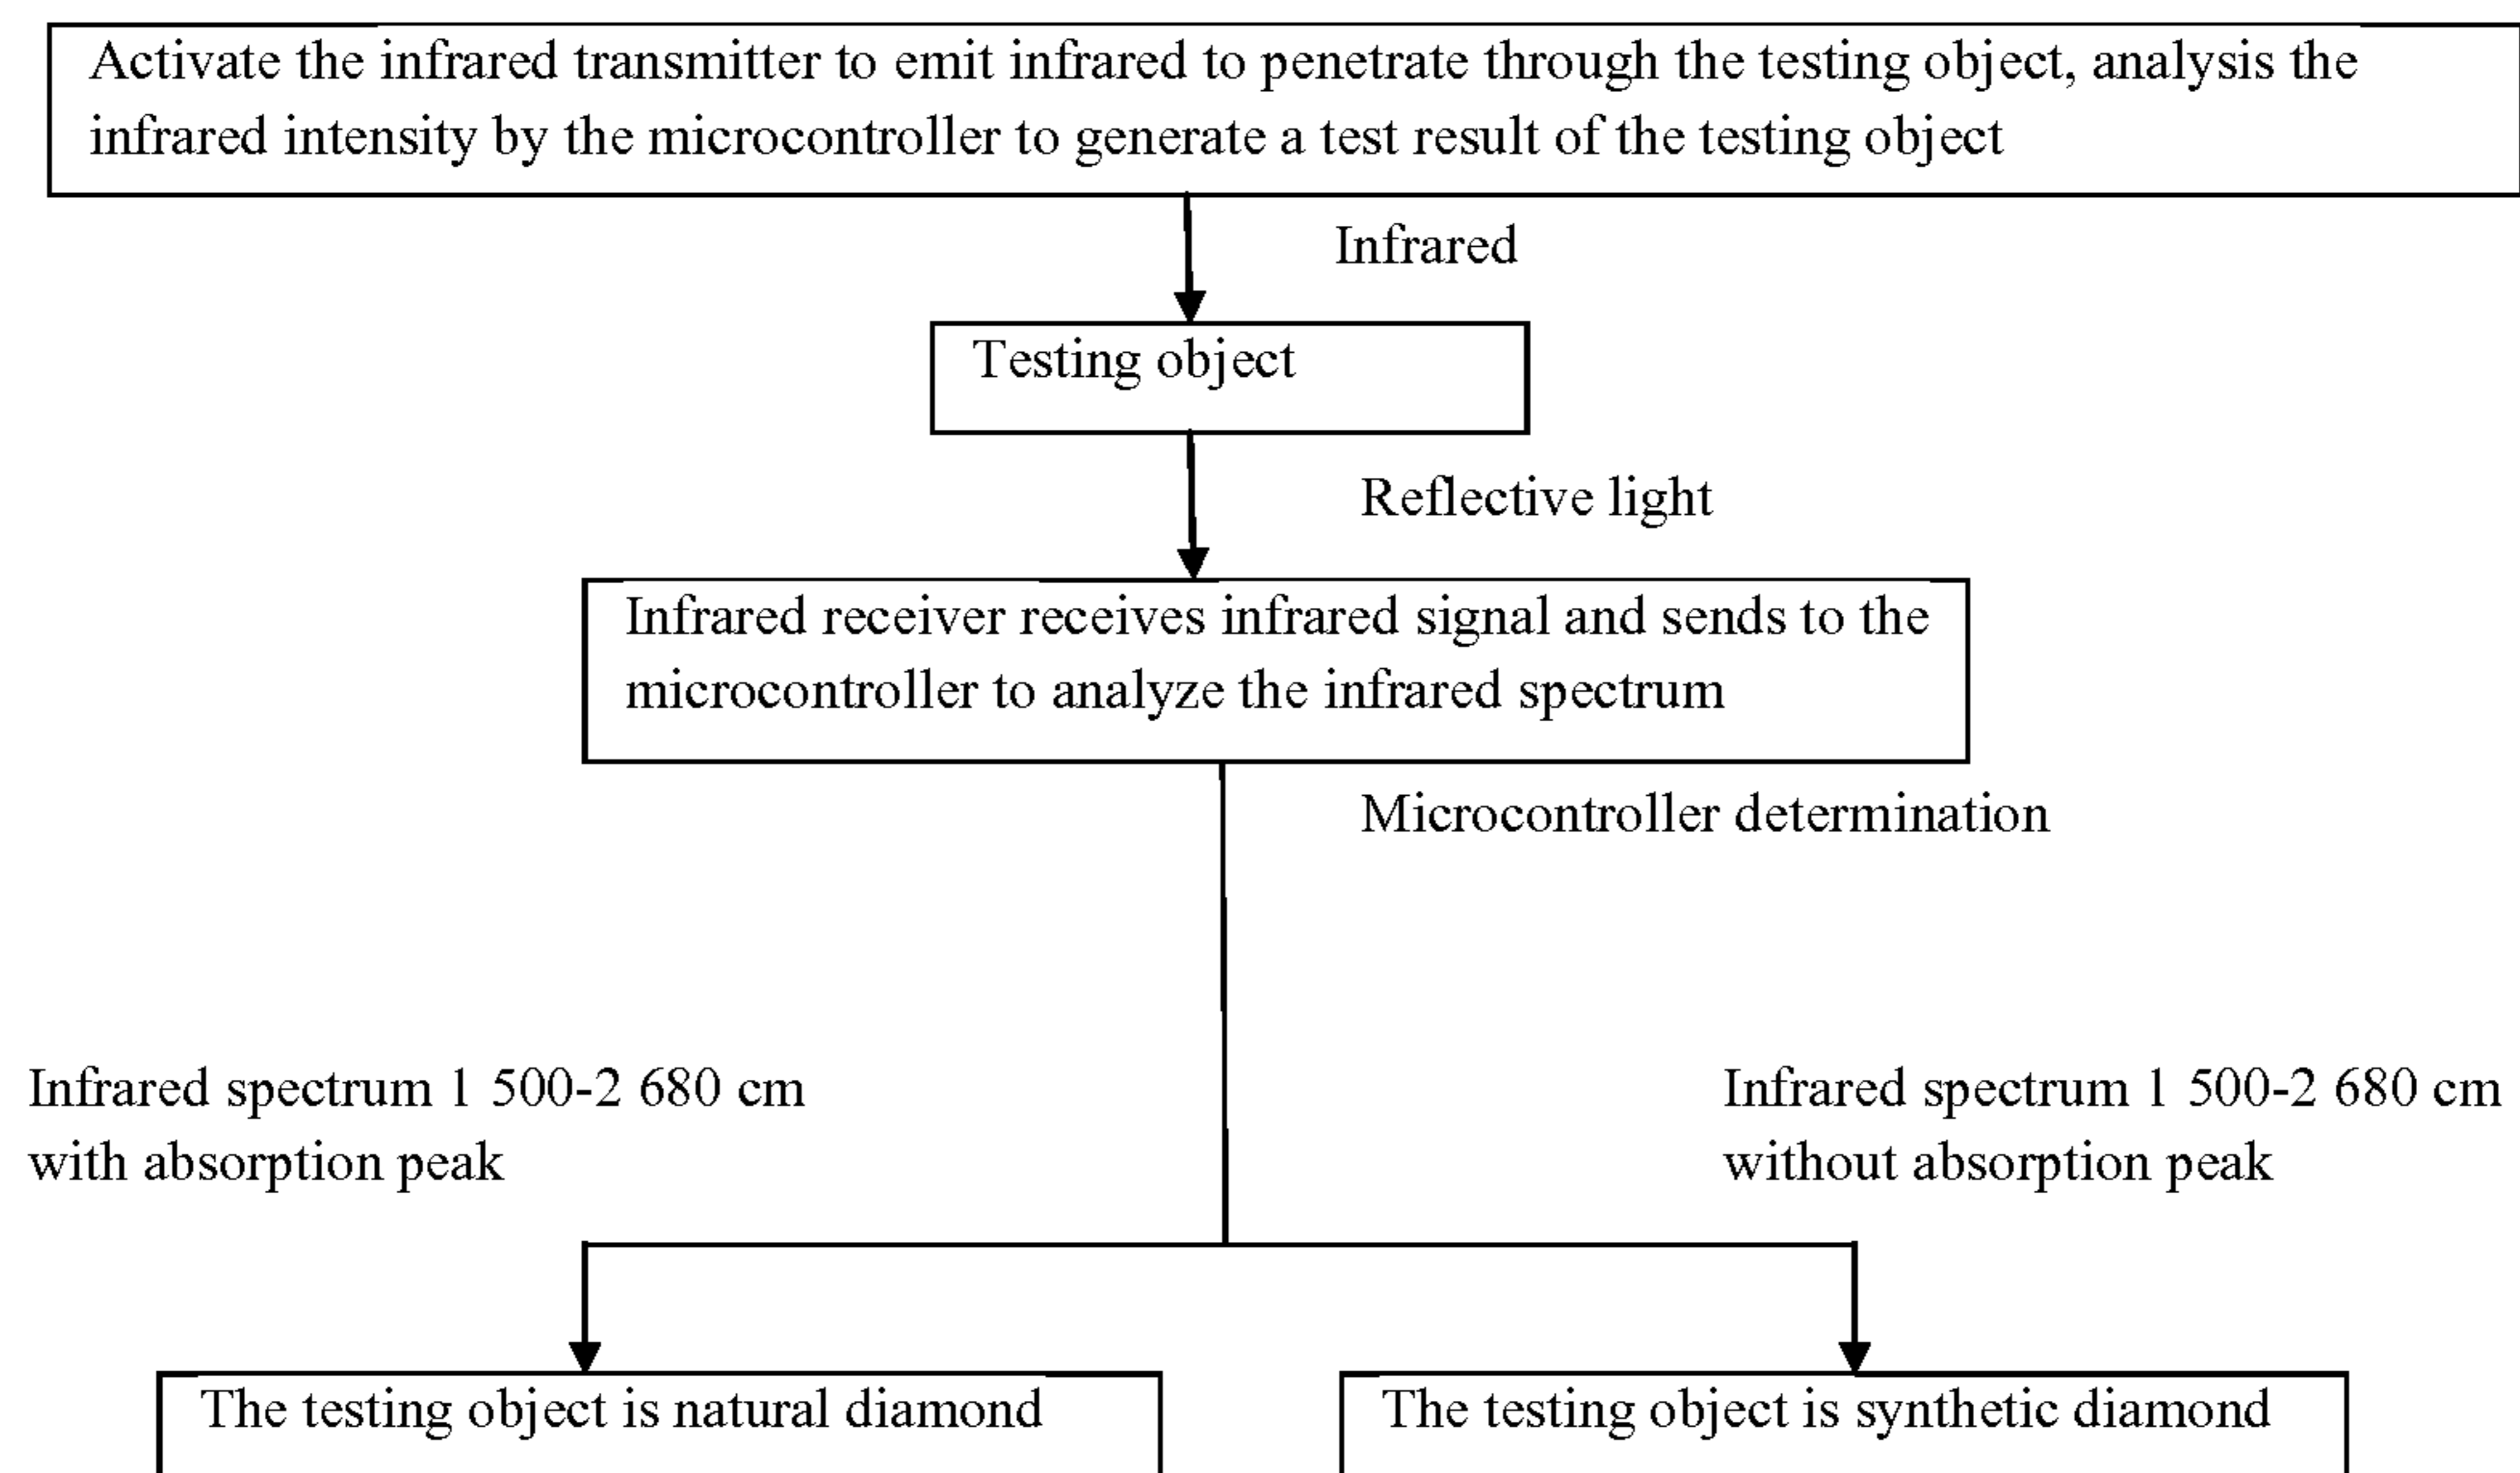 Activate the infrared transmitter to emit infrared to penetrate through the testing object, analysis the
infrared intensity by the microcontroller to generate a test result of the testing object
Infrared
Testing object
Reflective light
Infrared receiver receives infrared signal and sends to the
microcontroller to analyze the infrared spectrum
Microcontroller determination
Infrared spectrum 1 500-2 680 cm
with absorption peak
Infrared spectrum 1 500-2 680 cm
without absorption peak
The testing object is natural diamond
The testing object is synthetic diamond